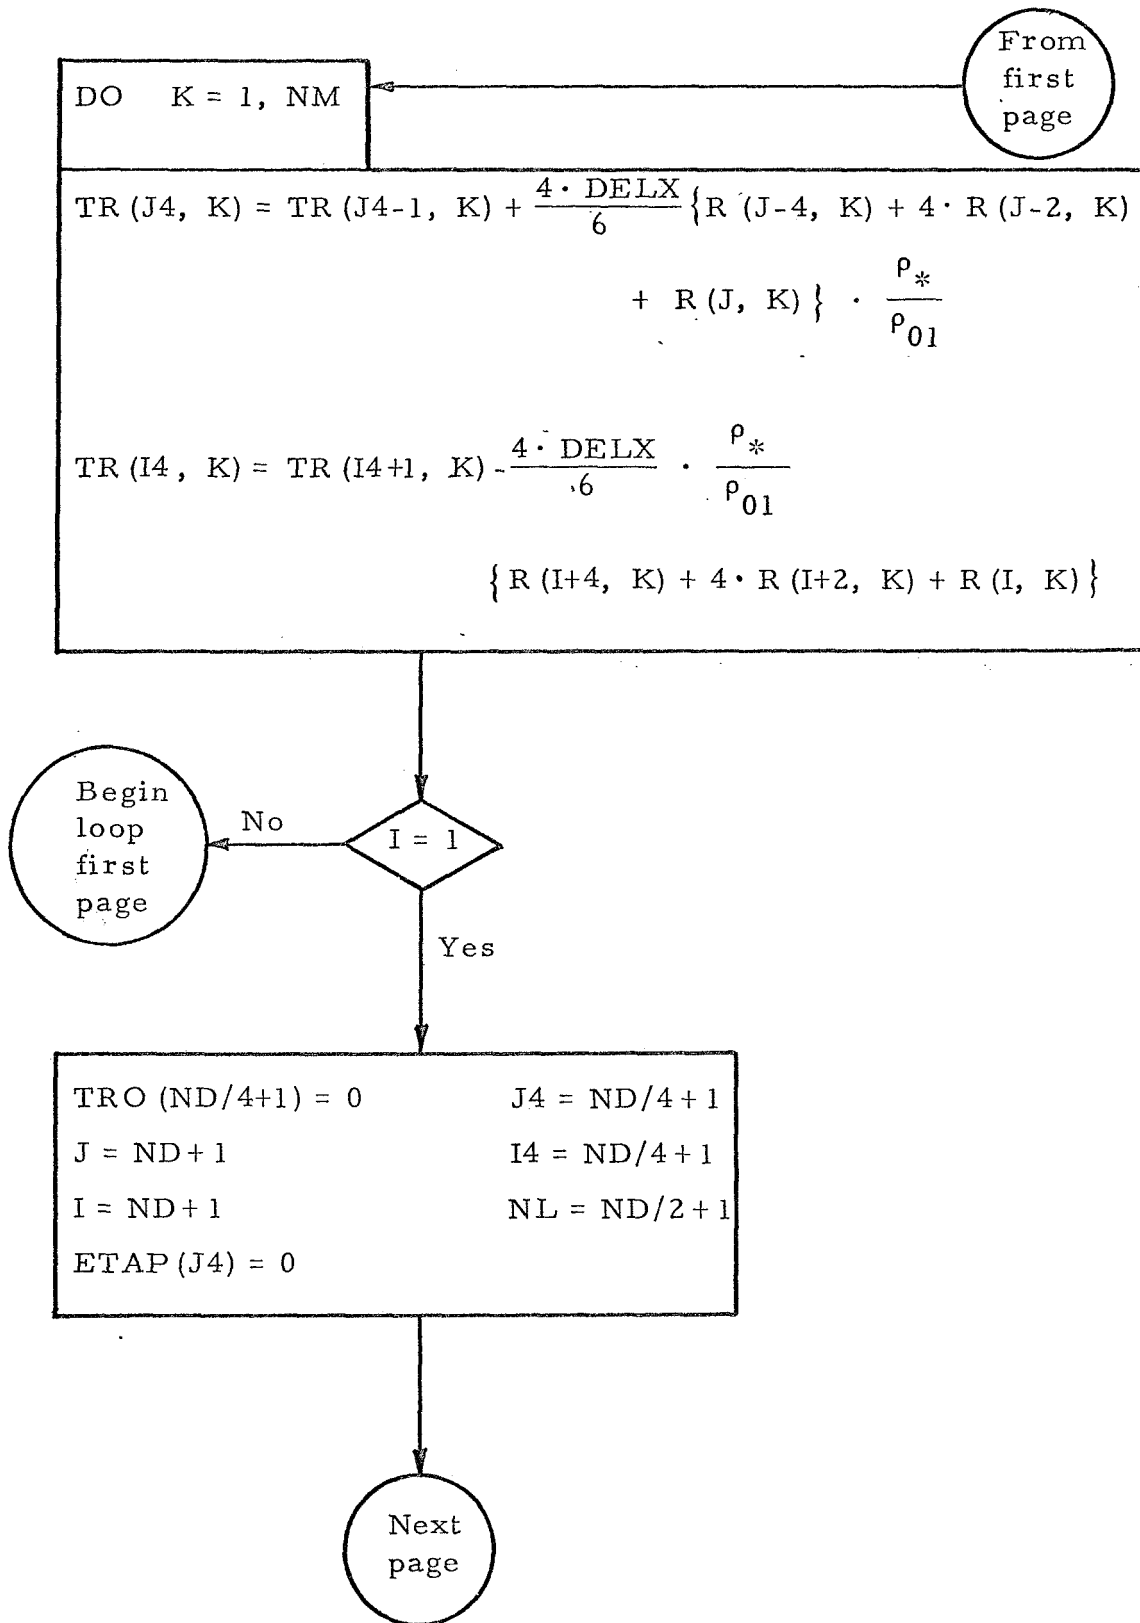 From
first
page
DO K = 1, NM
TR (J4, K) = TR (J4-1, K) + 4 · DELX / 6 { R (J-4, K) + 4 · R (J-2, K)
+ R (J, K) } · ρ* / ρ01
TR (I4, K) = TR (I4+1, K) - 4 · DELX / 6 · ρ* / ρ01
{ R (I+4, K) + 4 · R (I+2, K) + R (I, K) }
Begin
loop
first
page
No
I = 1
Yes
TRO (ND/4+1) = 0 J4 = ND/4+1
J = ND+1 I4 = ND/4+1
I = ND+1 NL = ND/2+1
ETAP (J4) = 0
Next
page